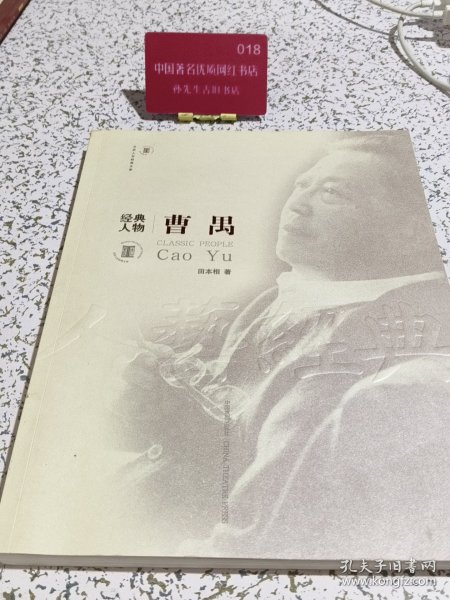 018
中国著名优质网红书店
孙先生古旧书店
经典
人物
曹禺
CLASSIC PEOPLE
Cao Yu
田本相 著
孔夫子旧书网
www.kongfz.com